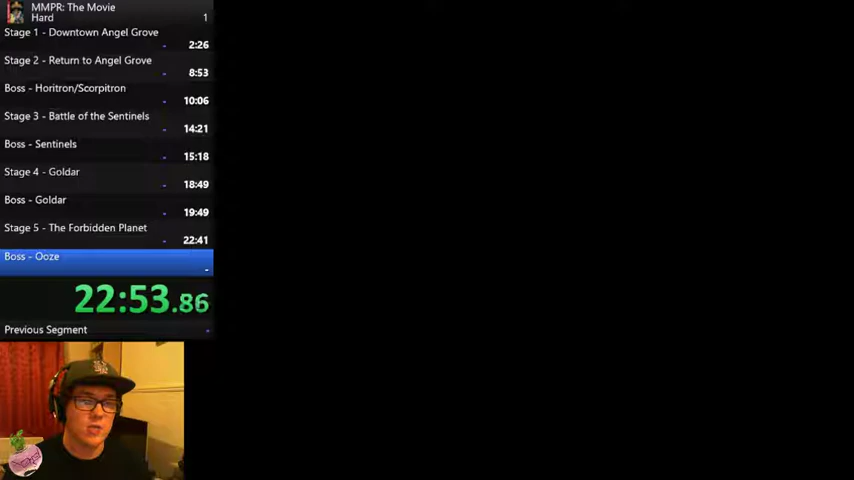 MMPR: The Movie
Hard 1
Stage 1 - Downtown Angel Grove
- 2:26
Stage 2 - Return to Angel Grove
- 8:53
Boss - Horitron/Scorpitron
- 10:06
Stage 3 - Battle of the Sentinels
- 14:21
Boss - Sentinels
- 15:18
Stage 4 - Goldar
- 18:49
Boss - Goldar
- 19:49
Stage 5 - The Forbidden Planet
- 22:41
Boss - Ooze
-
22:53.86
Previous Segment -